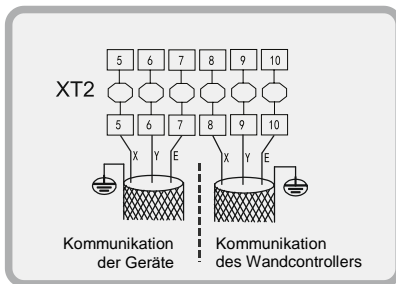 5 6 7 8 9 10
XT2
5 6 7 8 9 10
X Y E X Y E
Kommunikation
der Geräte
Kommunikation
des Wandcontrollers